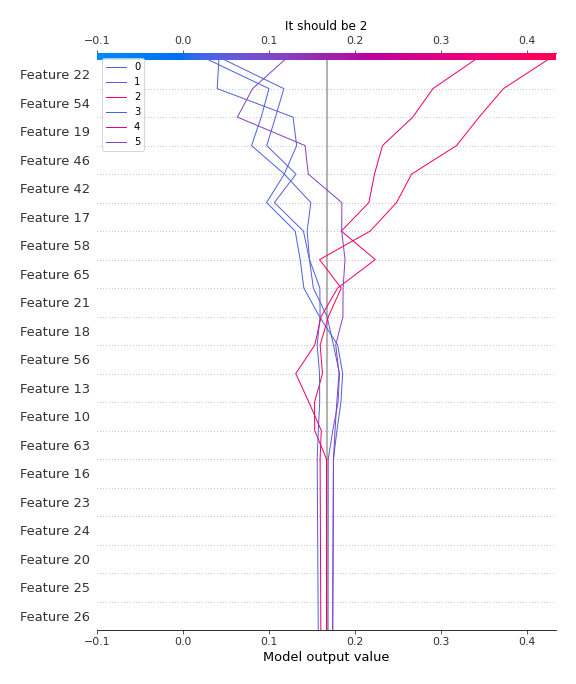 It should be 2
−0.1 0.0 0.1 0.2 0.3 0.4
0
1
2
3
4
5
Feature 22
Feature 54
Feature 19
Feature 46
Feature 42
Feature 17
Feature 58
Feature 65
Feature 21
Feature 18
Feature 56
Feature 13
Feature 10
Feature 63
Feature 16
Feature 23
Feature 24
Feature 20
Feature 25
Feature 26
−0.1 0.0 0.1 0.2 0.3 0.4
Model output value